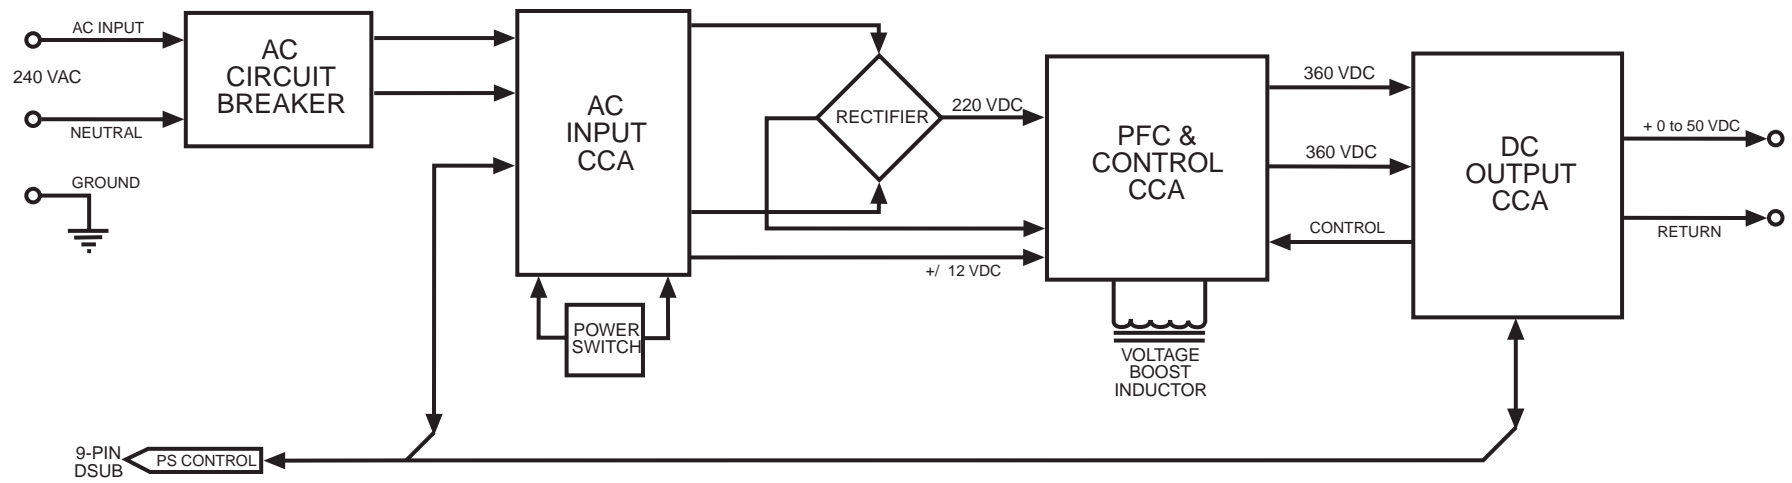 AC INPUT
240 VAC
NEUTRAL
GROUND
AC
CIRCUIT
BREAKER
AC
INPUT
CCA
POWER
SWITCH
RECTIFIER
220 VDC
+/  12 VDC
PFC &
CONTROL
CCA
VOLTAGE
BOOST
INDUCTOR
360 VDC
360 VDC
CONTROL
DC
OUTPUT
CCA
+ 0 to 50 VDC
RETURN
9-PIN
DSUB
PS CONTROL